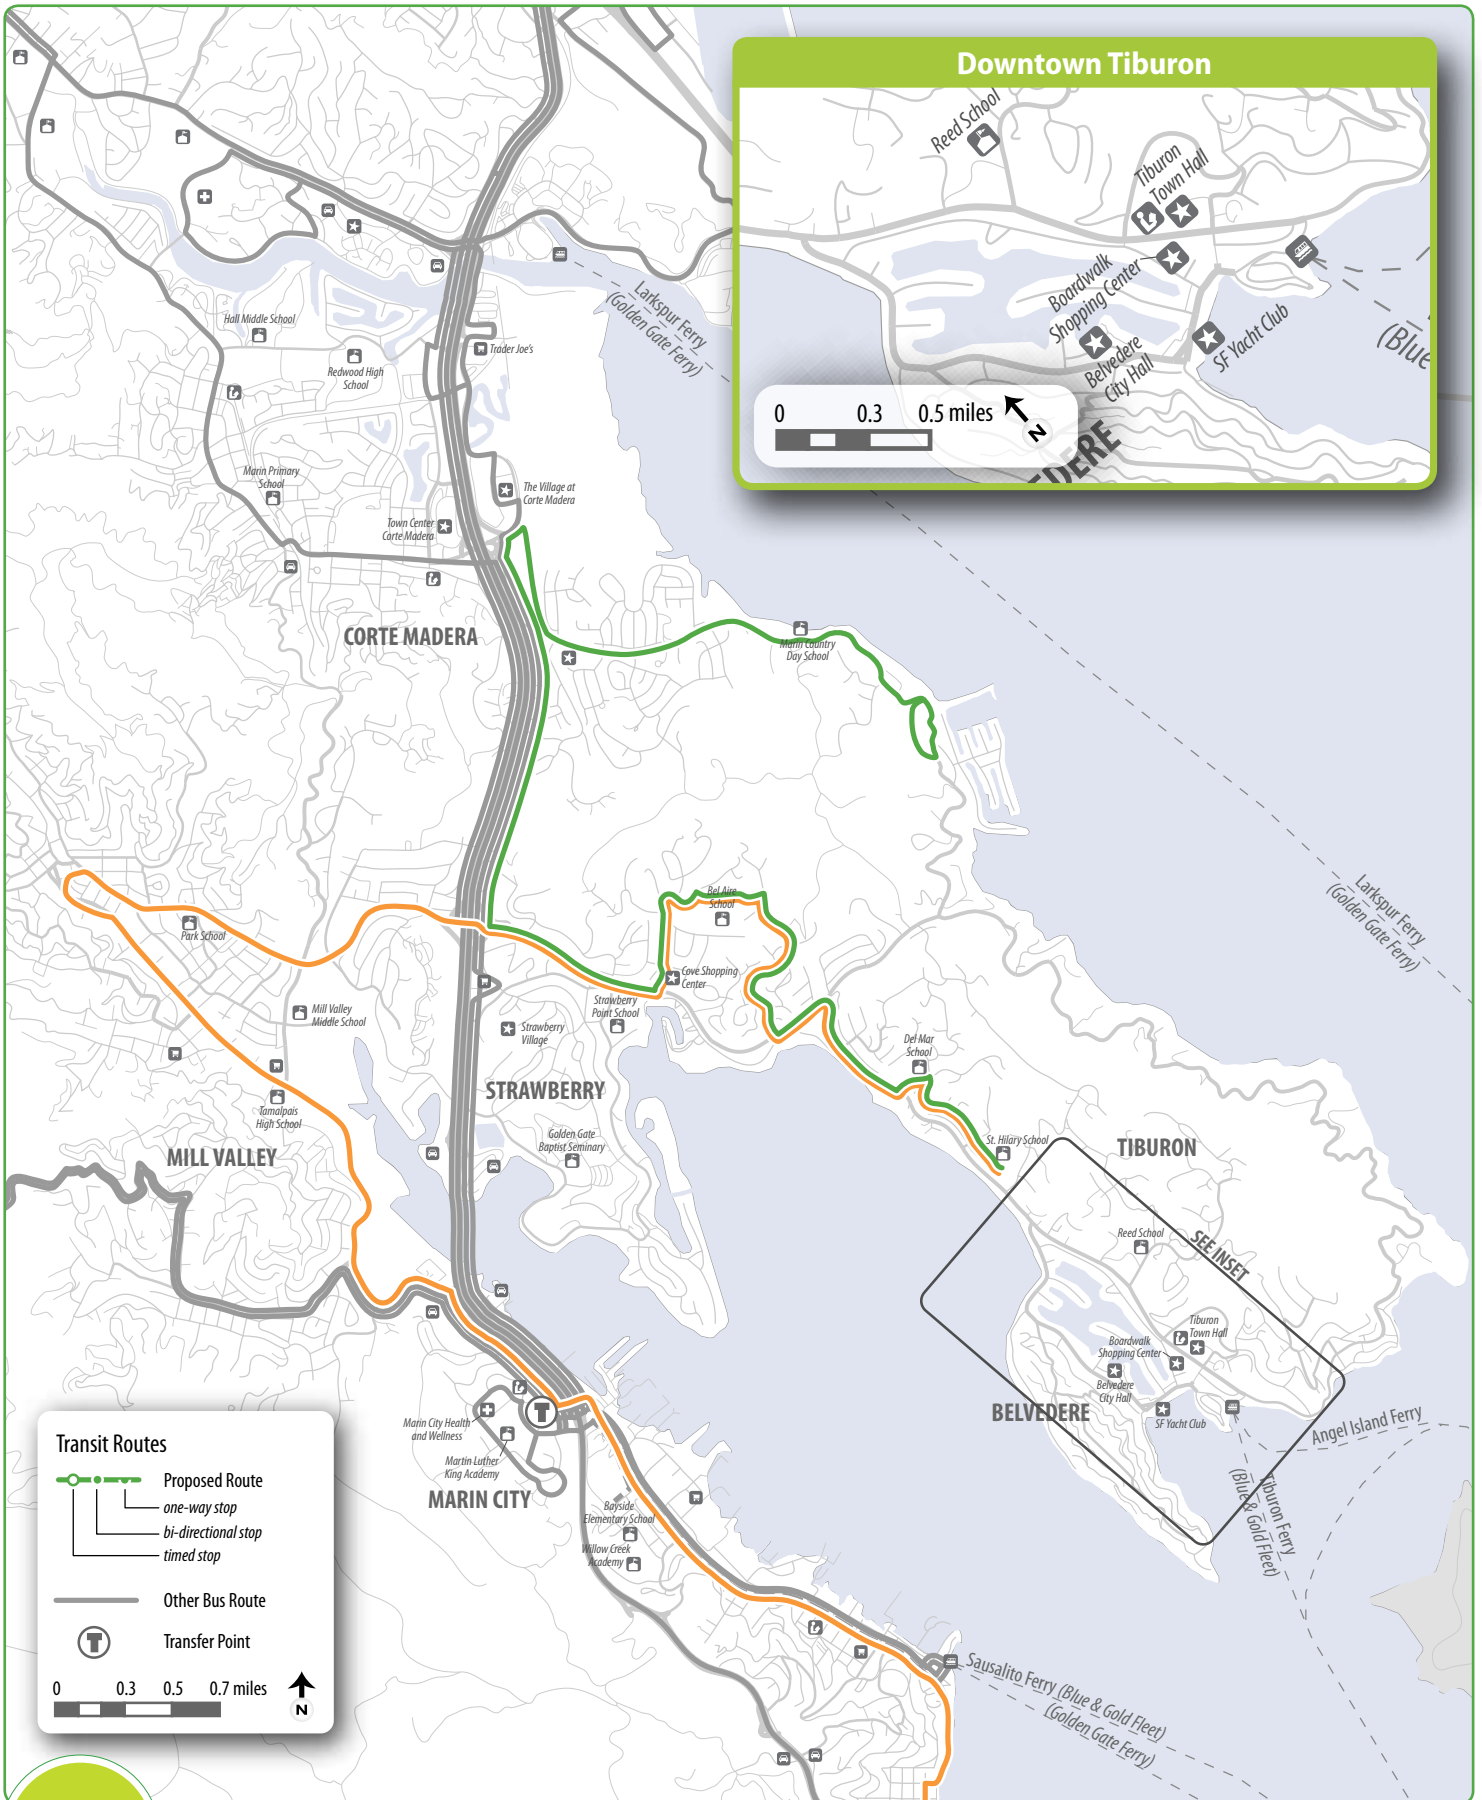 Downtown Tiburon
Reed School
Tiburon
Town Hall
Boardwalk
Shopping Center
Belvedere
City Hall
SF Yacht Club
(Blue
0 0.3 0.5 miles
N
EDERE
Larkspur Ferry
(Golden Gate Ferry)
Hall Middle School
Redwood High
School
Trader Joe's
Marin Primary
School
The Village at
Corte Madera
Town Center
Corte Madera
CORTE MADERA
Marin Country
Day School
Larkspur Ferry
(Golden Gate Ferry)
Bel Aire
School
Park School
Cove Shopping
Center
Strawberry
Point School
Mill Valley
Middle School
Strawberry
Village
Del Mar
School
STRAWBERRY
Tamalpais
High School
Golden Gate
Baptist Seminary
St. Hilary School
MILL VALLEY
TIBURON
Reed School
SEE INSET
Tiburon
Town Hall
Boardwalk
Shopping Center
Belvedere
City Hall
BELVEDERE
SF Yacht Club
Angel Island Ferry
Tiburon Ferry
(Blue & Gold Fleet)
T
Marin City Health
and Wellness
Martin Luther
King Academy
MARIN CITY
Bayside
Elementary School
Willow Creek
Academy
Sausalito Ferry (Blue & Gold Fleet)
(Golden Gate Ferry)
Transit Routes
Proposed Route
one-way stop
bi-directional stop
timed stop
Other Bus Route
T Transfer Point
0 0.3 0.5 0.7 miles
N